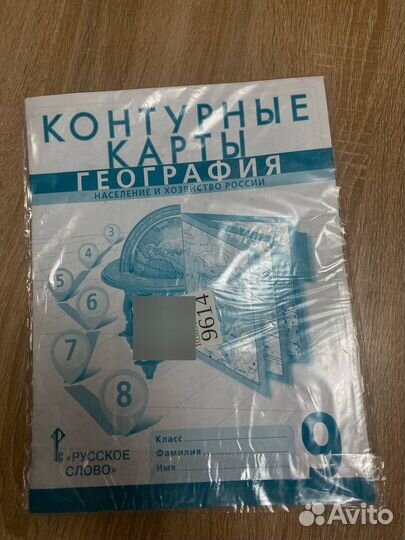 КОНТУРНЫЕ
КАРТЫ
ГЕОГРАФИЯ
НАСЕЛЕНИЕ И ХОЗЯЙСТВО РОССИИ
3
4
5
6
7
8
9614
Класс
Фамилия
Имя
9
«РУССКОЕ
СЛОВО»
Avito